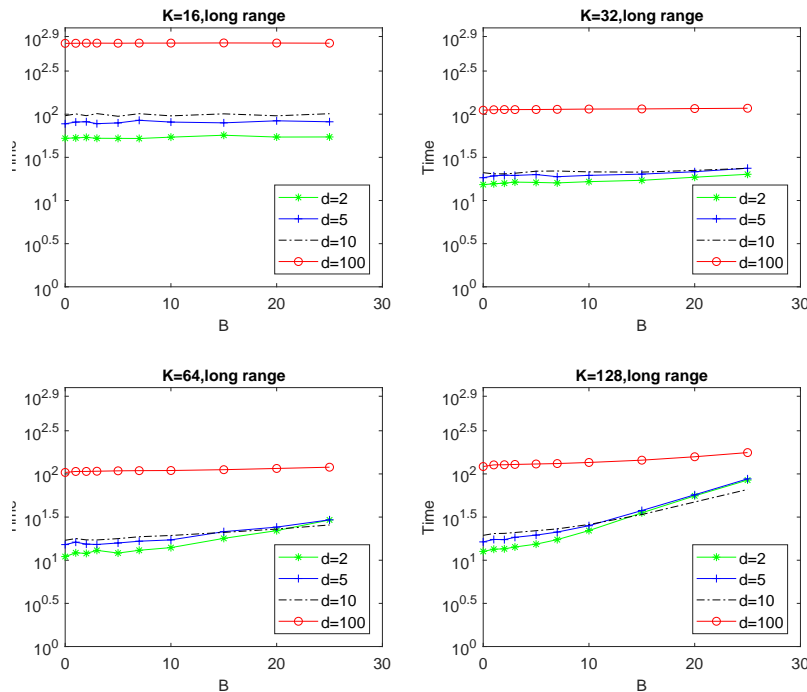 K=16,long range
10^2.9
10^2.5
10^2
10^1.5
10^1
10^0.5
10^0
Time
0
10
20
30
B
d=2
d=5
d=10
d=100
K=32,long range
10^2.9
10^2.5
10^2
10^1.5
10^1
10^0.5
10^0
Time
0
10
20
30
B
d=2
d=5
d=10
d=100
K=64,long range
10^2.9
10^2.5
10^2
10^1.5
10^1
10^0.5
10^0
Time
0
10
20
30
B
d=2
d=5
d=10
d=100
K=128,long range
10^2.9
10^2.5
10^2
10^1.5
10^1
10^0.5
10^0
Time
0
10
20
30
B
d=2
d=5
d=10
d=100